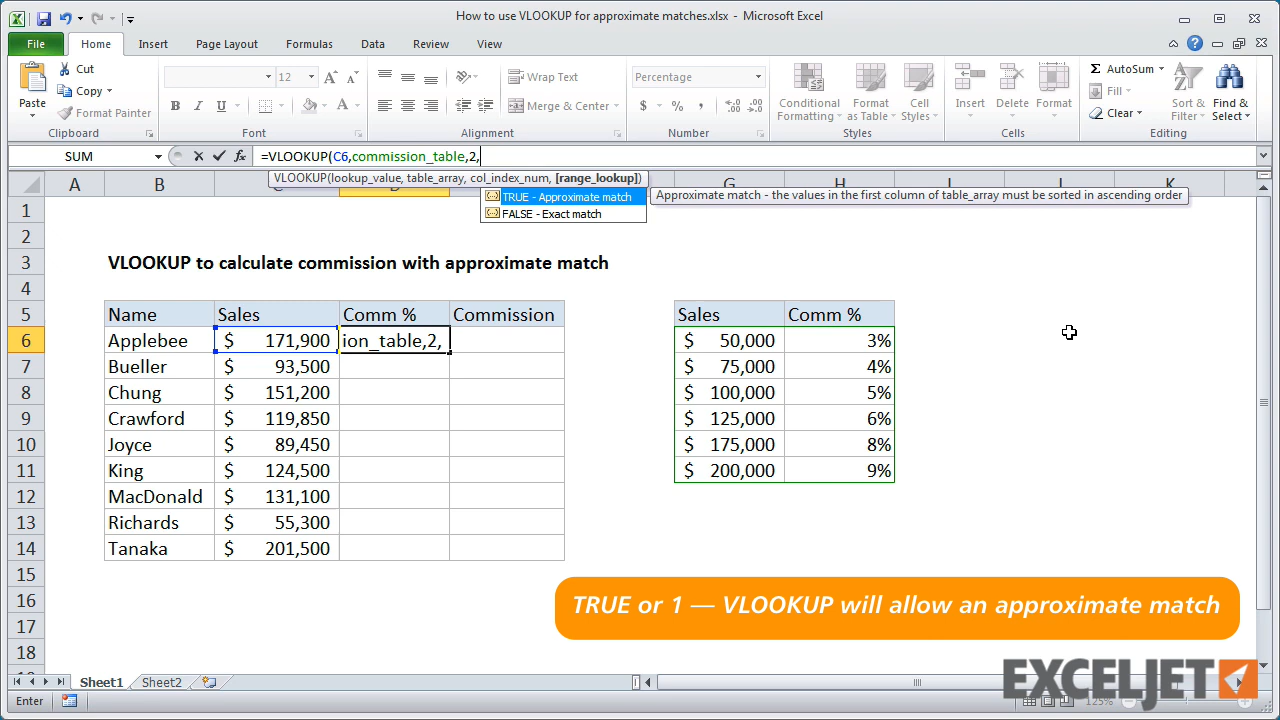 How to use VLOOKUP for approximate matches.xlsx - Microsoft Excel
File Home Insert Page Layout Formulas Data Review View
Paste
Cut
Copy
Format Painter
Clipboard
12
B I U
Font
Wrap Text
Merge & Center
Alignment
Percentage
$ % ,
Number
Conditional Formatting
Format as Table
Cell Styles
Styles
Insert Delete Format
Cells
AutoSum
Fill
Clear
Sort & Filter
Find & Select
Editing
SUM fx =VLOOKUP(C6,commission_table,2,
VLOOKUP(lookup_value, table_array, col_index_num, [range_lookup])
TRUE - Approximate match
FALSE - Exact match
Approximate match - the values in the first column of table_array must be sorted in ascending order
A B G H K
1
2
3 VLOOKUP to calculate commission with approximate match
4
5 Name Sales Comm % Commission Sales Comm %
6 Applebee $ 171,900 ion_table,2, $ 50,000 3%
7 Bueller $ 93,500 $ 75,000 4%
8 Chung $ 151,200 $ 100,000 5%
9 Crawford $ 119,850 $ 125,000 6%
10 Joyce $ 89,450 $ 175,000 8%
11 King $ 124,500 $ 200,000 9%
12 MacDonald $ 131,100
13 Richards $ 55,300
14 Tanaka $ 201,500
15
16
17
18
TRUE or 1 — VLOOKUP will allow an approximate match
Sheet1 Sheet2
EXCELJET
Enter 125%